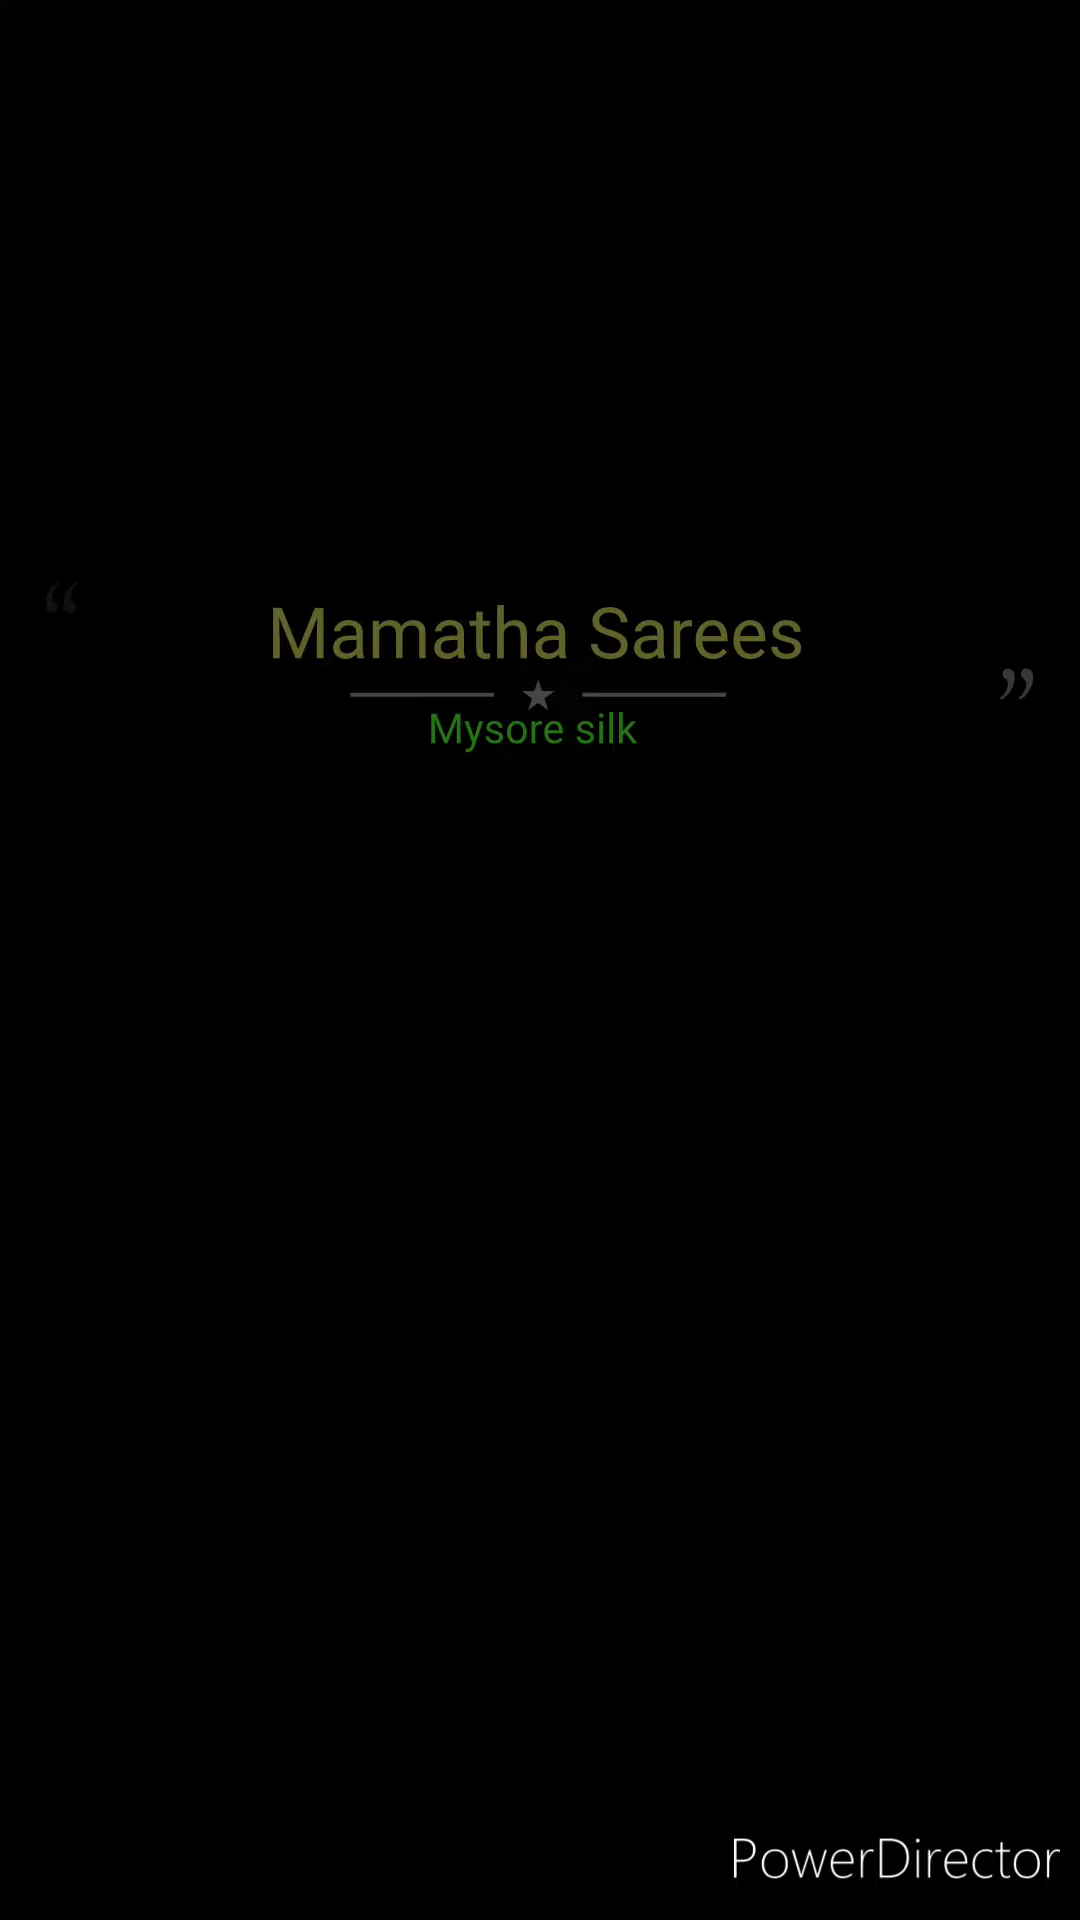 “
Mamatha Sarees
”
★
Mysore silk
PowerDirector